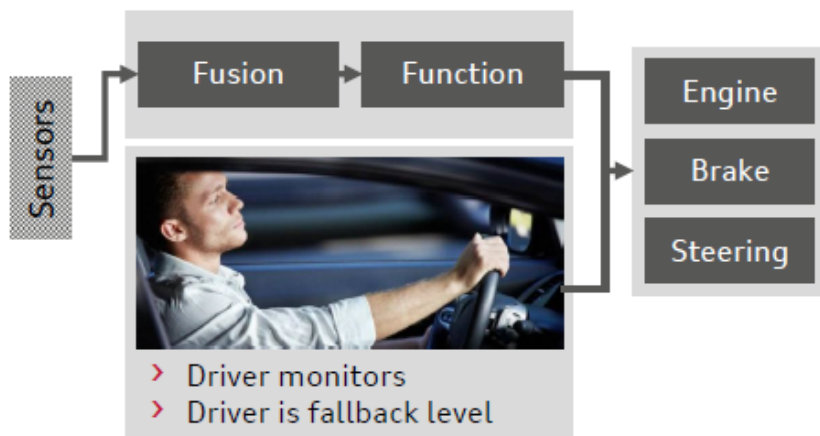 Sensors
Fusion
Function
Engine
Brake
Steering
› Driver monitors
› Driver is fallback level